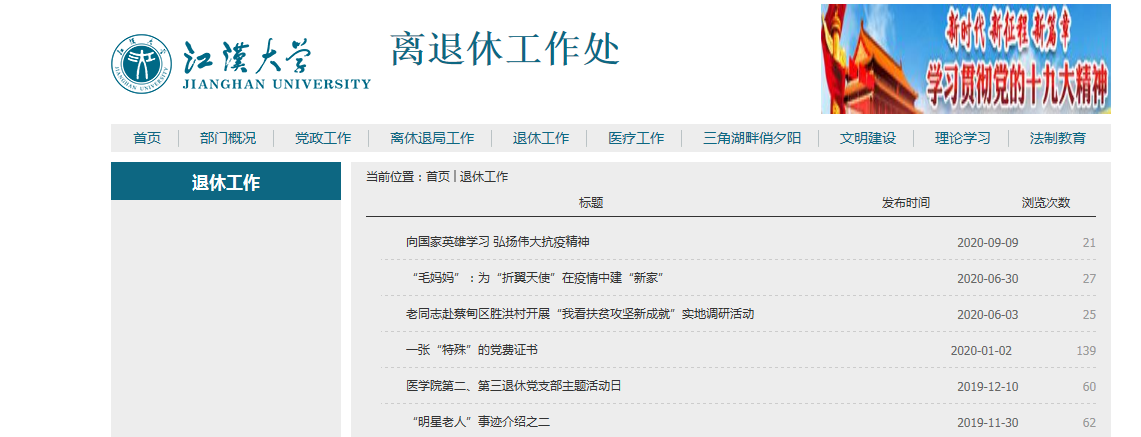 江汉大学
JIANGHAN UNIVERSITY
离退休工作处
新时代 新征程 新篇章
学习贯彻党的十九大精神
首页 部门概况 党政工作 离休退局工作 退休工作 医疗工作 三角湖畔俏夕阳 文明建设 理论学习 法制教育
退休工作
当前位置：首页 | 退休工作
标题 发布时间 浏览次数
向国家英雄学习 弘扬伟大抗疫精神 2020-09-09 21
“毛妈妈”：为“折翼天使”在疫情中建“新家” 2020-06-30 27
老同志赴蔡甸区胜洪村开展“我看扶贫攻坚新成就”实地调研活动 2020-06-03 25
一张“特殊”的党费证书 2020-01-02 139
医学院第二、第三退休党支部主题活动日 2019-12-10 60
“明星老人”事迹介绍之二 2019-11-30 62